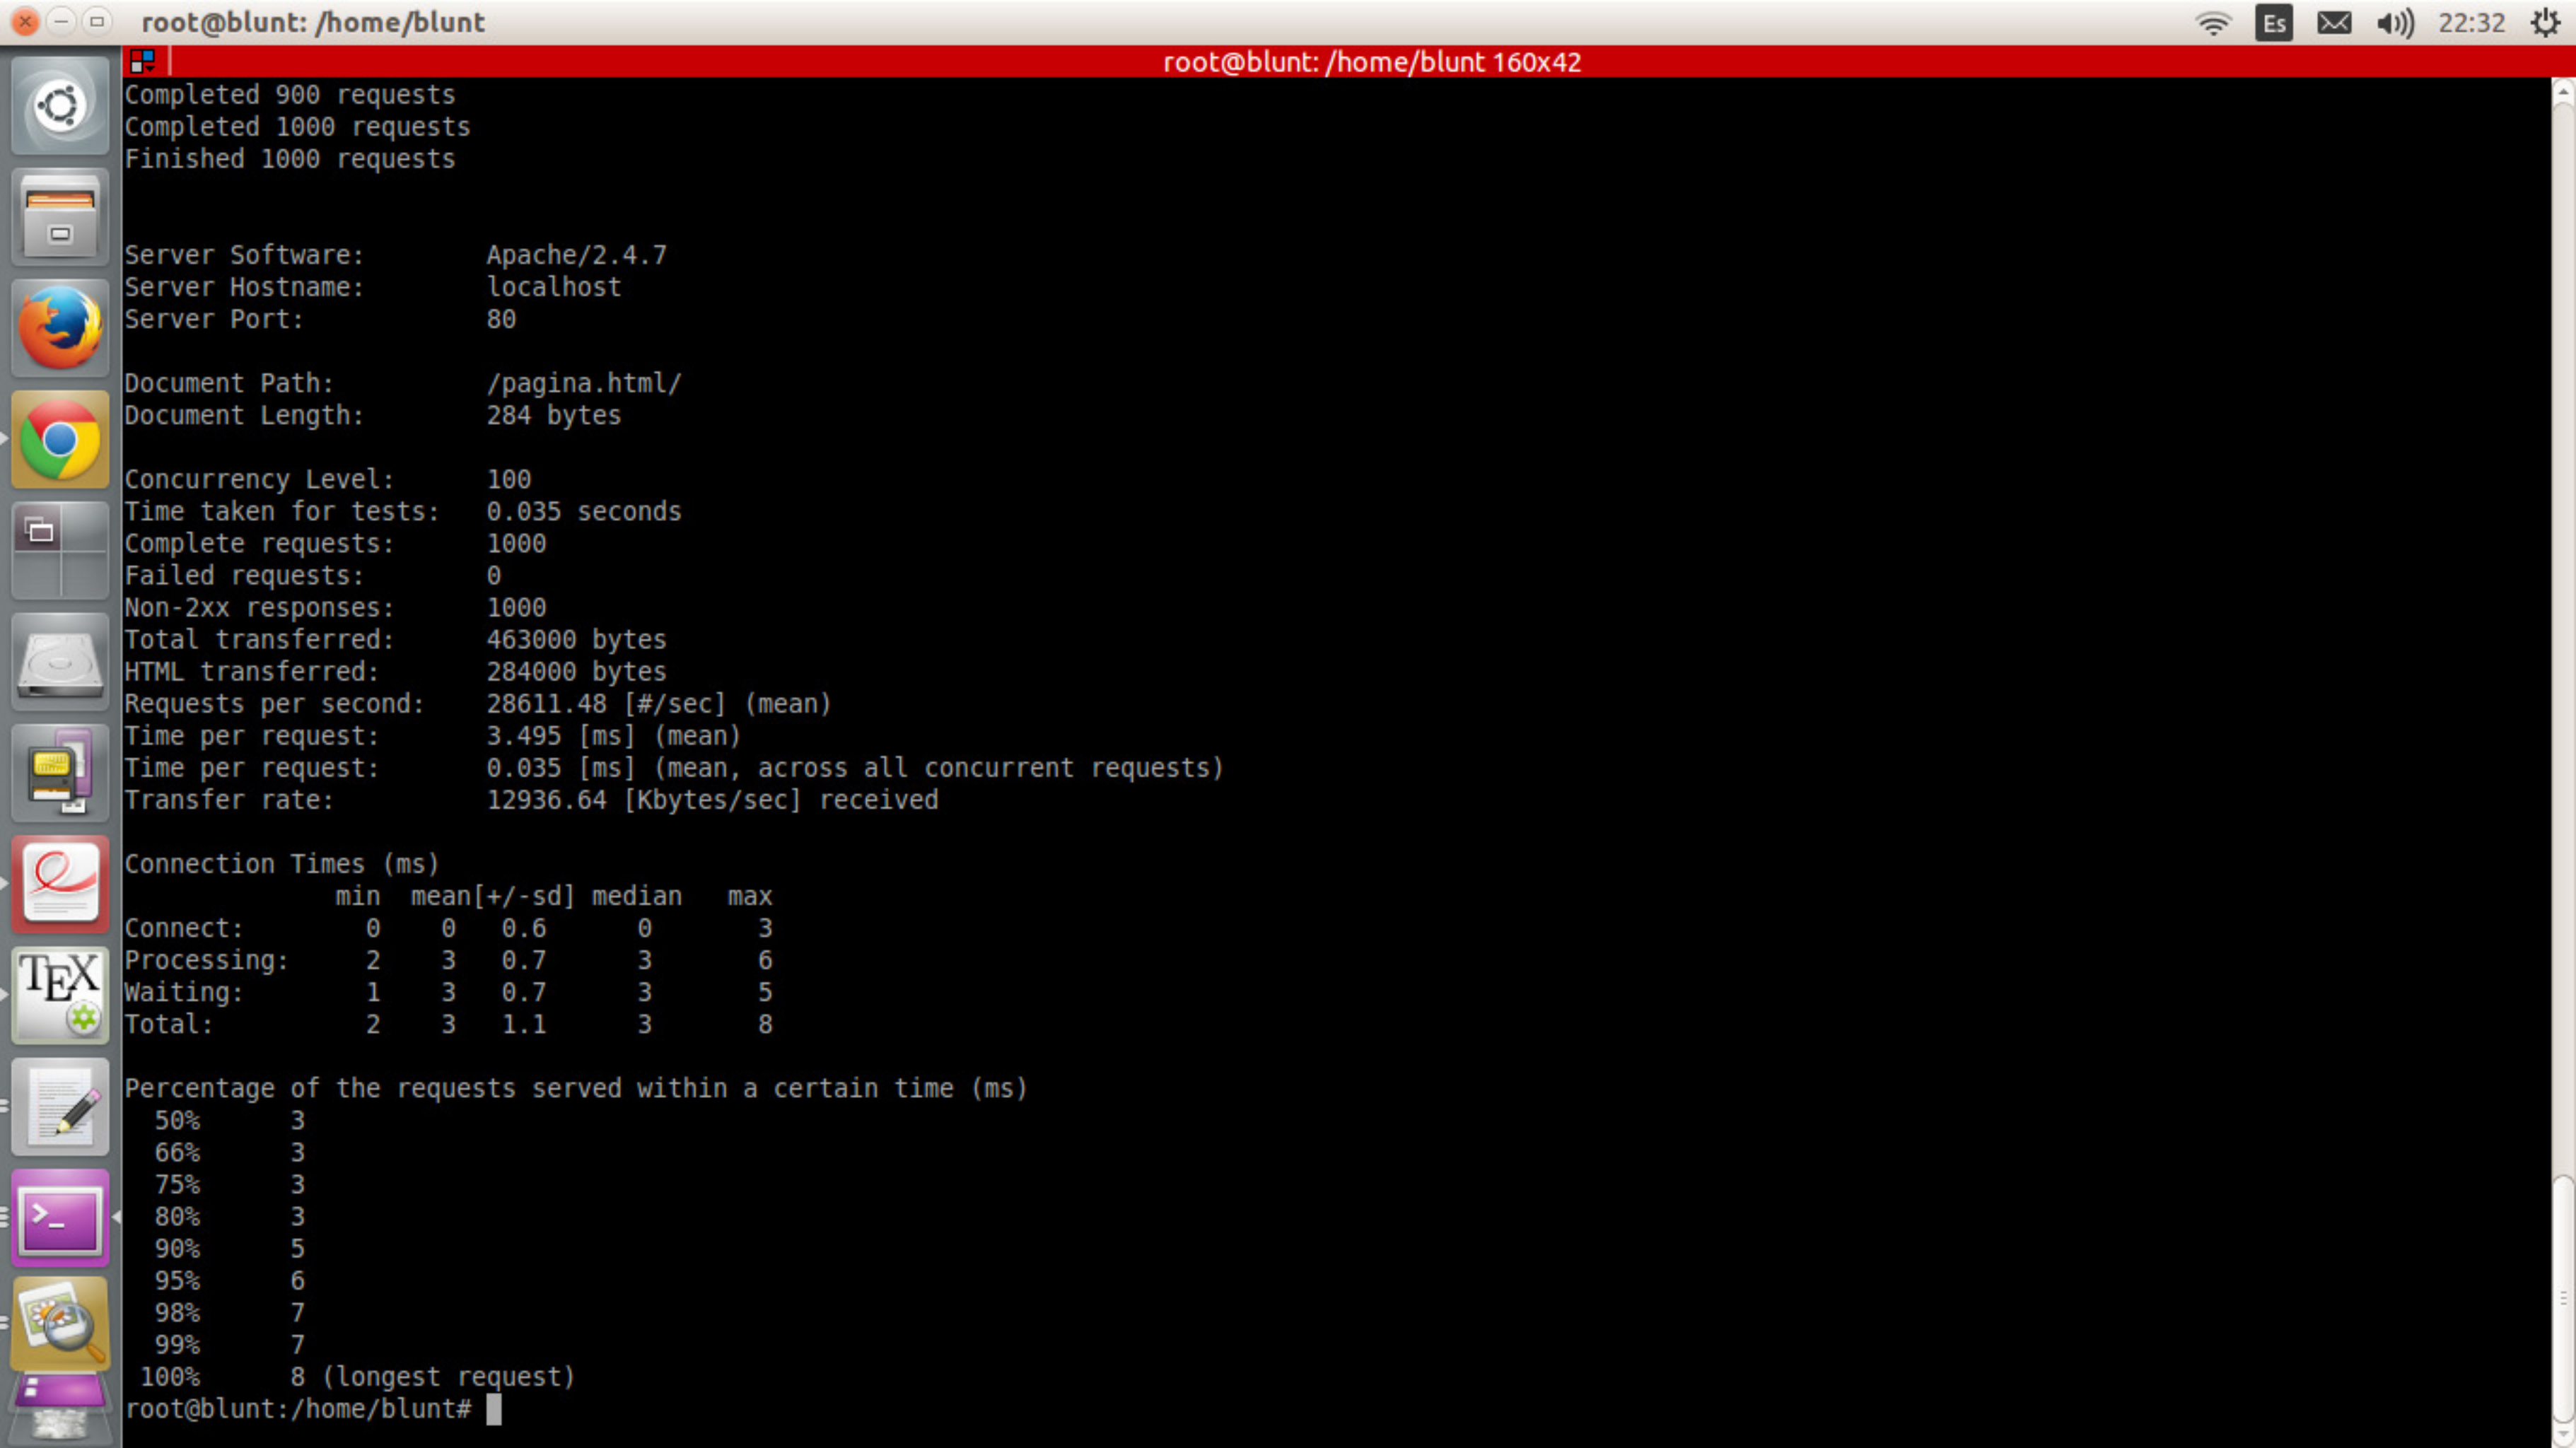 root@blunt: /home/blunt
Es
22:32
root@blunt: /home/blunt 160x42
Completed 900 requests
Completed 1000 requests
Finished 1000 requests
Server Software:        Apache/2.4.7
Server Hostname:        localhost
Server Port:            80
Document Path:          /pagina.html/
Document Length:        284 bytes
Concurrency Level:      100
Time taken for tests:   0.035 seconds
Complete requests:      1000
Failed requests:        0
Non-2xx responses:      1000
Total transferred:      463000 bytes
HTML transferred:       284000 bytes
Requests per second:    28611.48 [#/sec] (mean)
Time per request:       3.495 [ms] (mean)
Time per request:       0.035 [ms] (mean, across all concurrent requests)
Transfer rate:          12936.64 [Kbytes/sec] received
Connection Times (ms)
              min  mean[+/-sd] median   max
Connect:        0    0   0.6      0       3
Processing:     2    3   0.7      3       6
Waiting:        1    3   0.7      3       5
Total:          2    3   1.1      3       8
Percentage of the requests served within a certain time (ms)
  50%      3
  66%      3
  75%      3
  80%      3
  90%      5
  95%      6
  98%      7
  99%      7
 100%      8 (longest request)
root@blunt:/home/blunt#
TEX